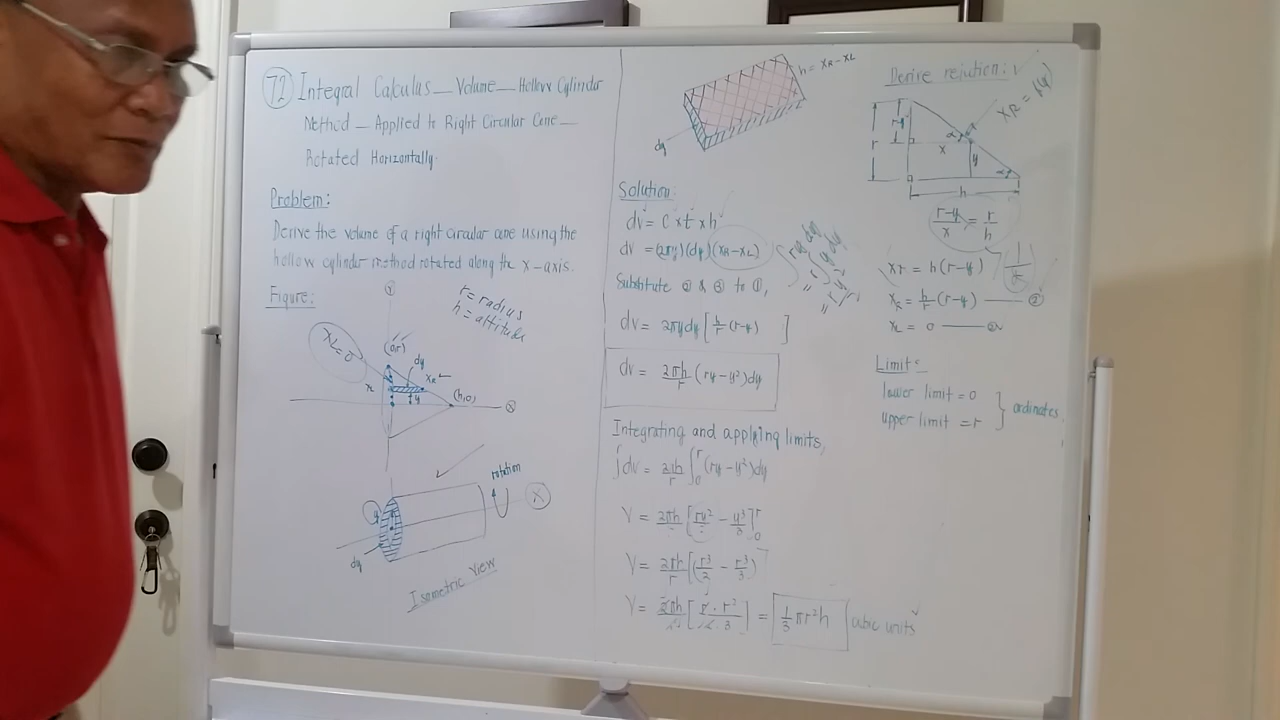 72 Integral Calculus — Volume — Hollow Cylinder
Method — Applied to Right Circular Cone —
Rotated Horizontally.
Problem:
Derive the volume of a right circular cone using the
hollow cylinder method rotated along the x-axis.
Figure:
r = radius
h = altitude
Y
XL = 0
(0,r)
dy
XR
y
(h,0)
X
rotation
X
y
dy
Isometric View
h = XR - XL
dy
Solution:
dv = C x t x h
dv = (2πy)(dy)(XR - XL)
Substitute ② & ③ to ①,
dv = 2πy dy [h/r (r-y)]
dv = 2πh/r (ry - y²)dy
Integrating and applying limits,
∫dv = 2πh/r ∫₀ʳ (ry - y²)dy
V = 2πh/r [ry²/2 - y³/3]₀ʳ
V = 2πh/r [(r³/2 - r³/3)]
= 1/3 πr²h cubic units
Derive rejution:
XR = f(y)
r
r-y
x
y
α
α
h
r-y/x = r/h
xr = h(r-y)
XR = h/r (r-y)
XL = 0
Limits
lower limit = 0
upper limit = r
ordinates